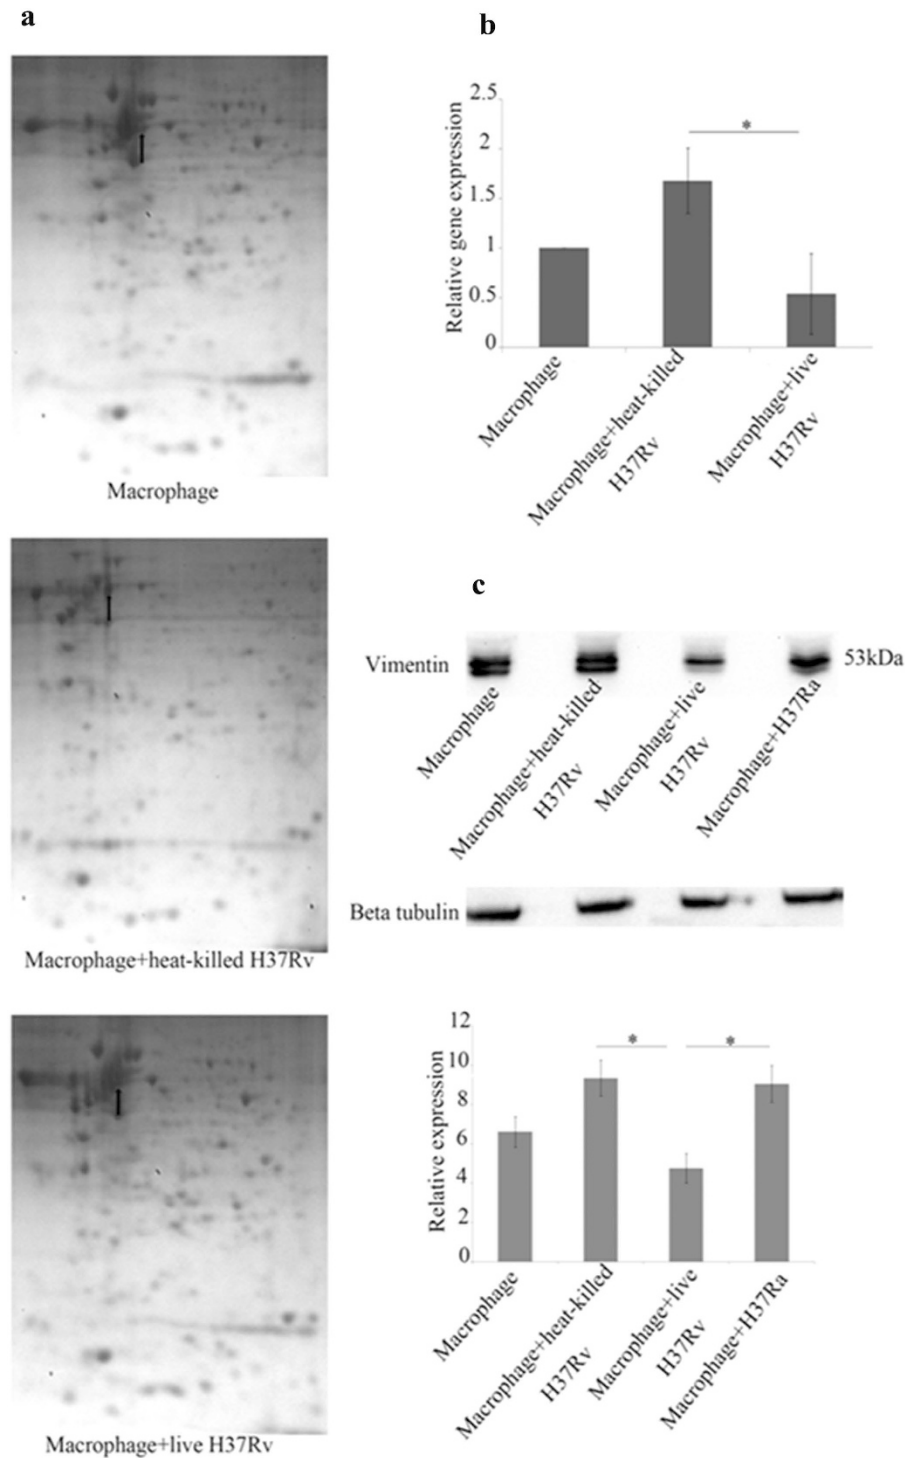 a
Macrophage
Macrophage+heat-killed H37Rv
Macrophage+live H37Rv
b
Relative gene expression
2.5
2
1.5
1
0.5
0
*
Macrophage
Macrophage+heat-killed
H37Rv
Macrophage+live
H37Rv
c
Vimentin
53kDa
Macrophage
Macrophage+heat-killed
H37Rv
Macrophage+live
H37Rv
Macrophage+H37Ra
Beta tubulin
Relative expression
12
10
8
6
4
2
0
*
*
Macrophage
Macrophage+heat-killed
H37Rv
Macrophage+live
H37Rv
Macrophage+H37Ra